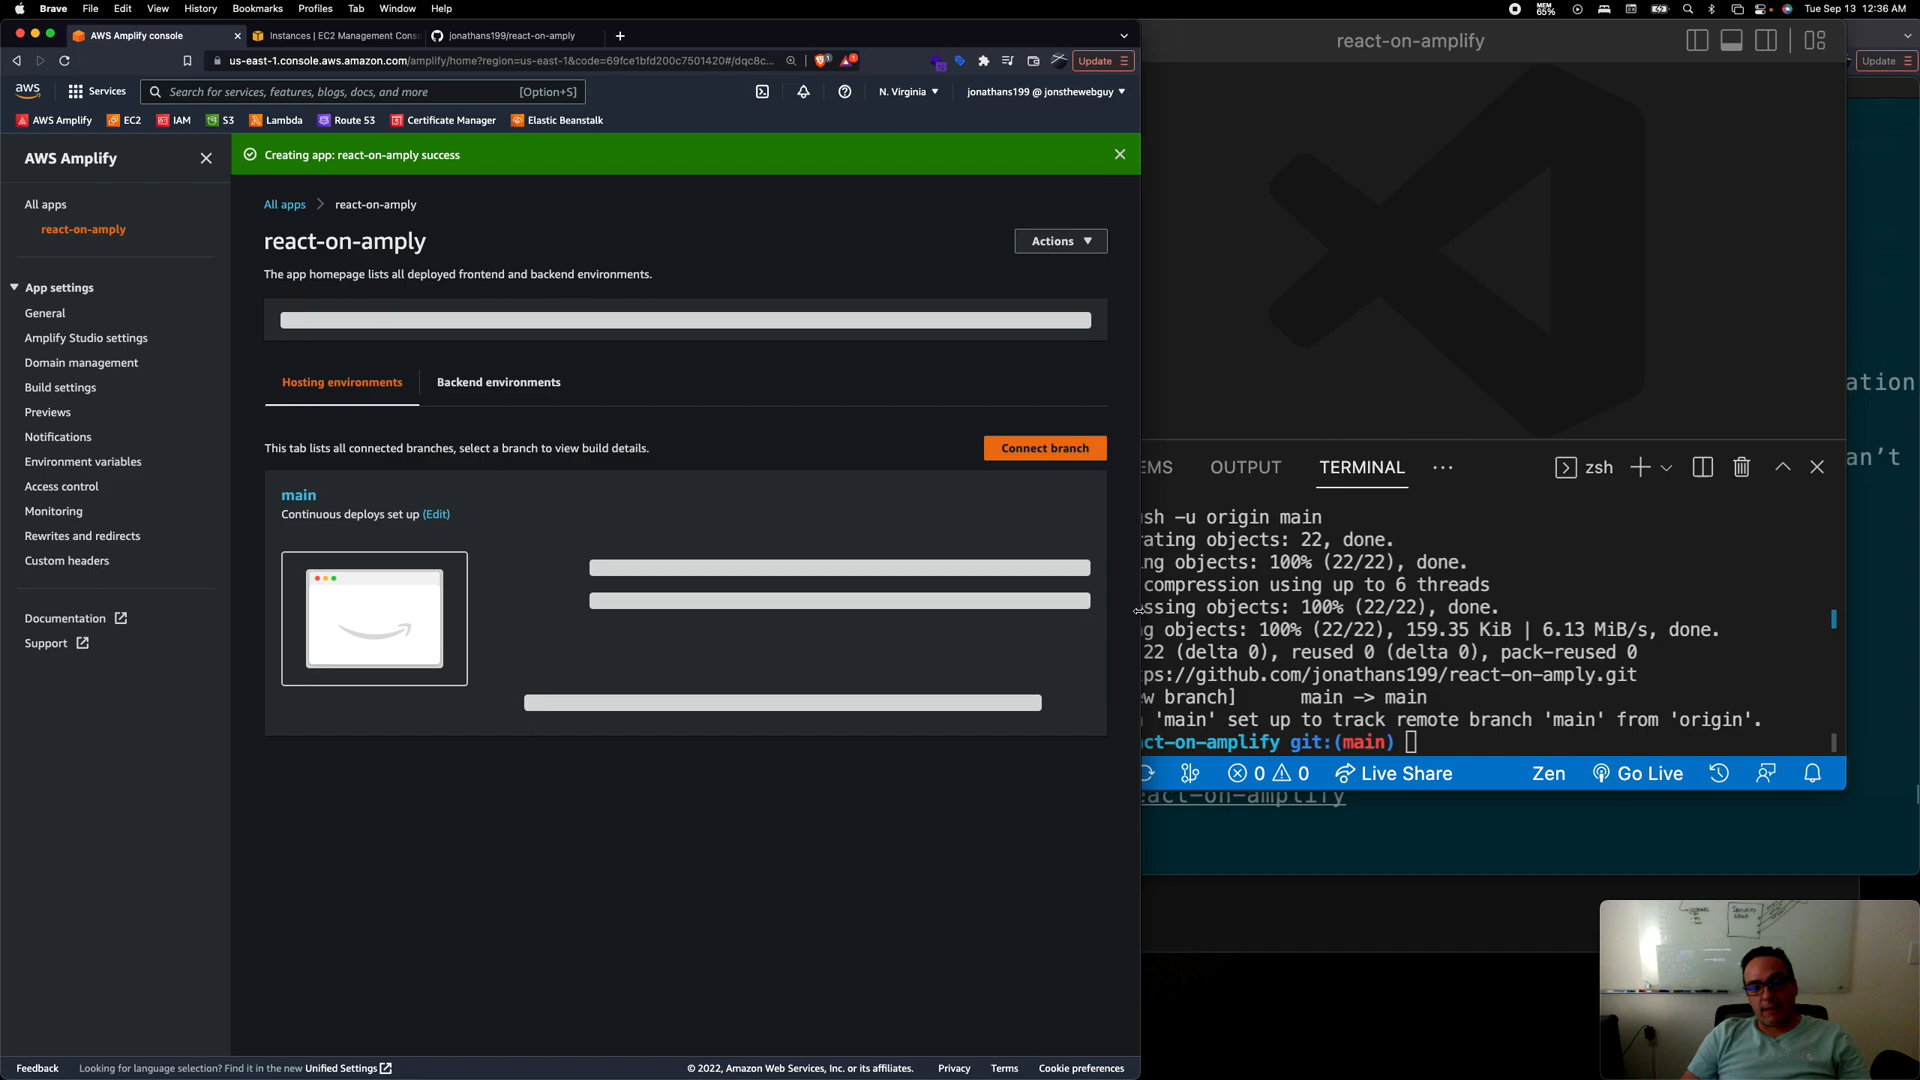 Brave File Edit View History Bookmarks Profiles Tab Window Help
MEM 65% Tue Sep 13 12:36 AM
AWS Amplify console
Instances | EC2 Management Cons
jonathans199/react-on-amply
us-east-1.console.aws.amazon.com/amplify/home?region=us-east-1&code=69fce1bfd200c7501420#/dqc8c...
Update
aws Services Search for services, features, blogs, docs, and more [Option+S] N. Virginia jonathans199 @ jonsthewebguy
AWS Amplify EC2 IAM S3 Lambda Route 53 Certificate Manager Elastic Beanstalk
AWS Amplify
All apps
react-on-amply
App settings
General
Amplify Studio settings
Domain management
Build settings
Previews
Notifications
Environment variables
Access control
Monitoring
Rewrites and redirects
Custom headers
Documentation
Support
Creating app: react-on-amply success
All apps react-on-amply
react-on-amply
Actions
The app homepage lists all deployed frontend and backend environments.
Hosting environments Backend environments
This tab lists all connected branches, select a branch to view build details.
Connect branch
main
Continuous deploys set up (Edit)
Feedback Looking for language selection? Find it in the new Unified Settings © 2022, Amazon Web Services, Inc. or its affiliates. Privacy Terms Cookie preferences
react-on-amplify
Update
EMS OUTPUT TERMINAL zsh
sh -u origin main
rating objects: 22, done.
ng objects: 100% (22/22), done.
compression using up to 6 threads
ssing objects: 100% (22/22), done.
g objects: 100% (22/22), 159.35 KiB | 6.13 MiB/s, done.
22 (delta 0), reused 0 (delta 0), pack-reused 0
ps://github.com/jonathans199/react-on-amply.git
w branch] main -> main
'main' set up to track remote branch 'main' from 'origin'.
ct-on-amplify git:(main)
0 0 Live Share Zen Go Live
eact-on-amplify
ation
an't